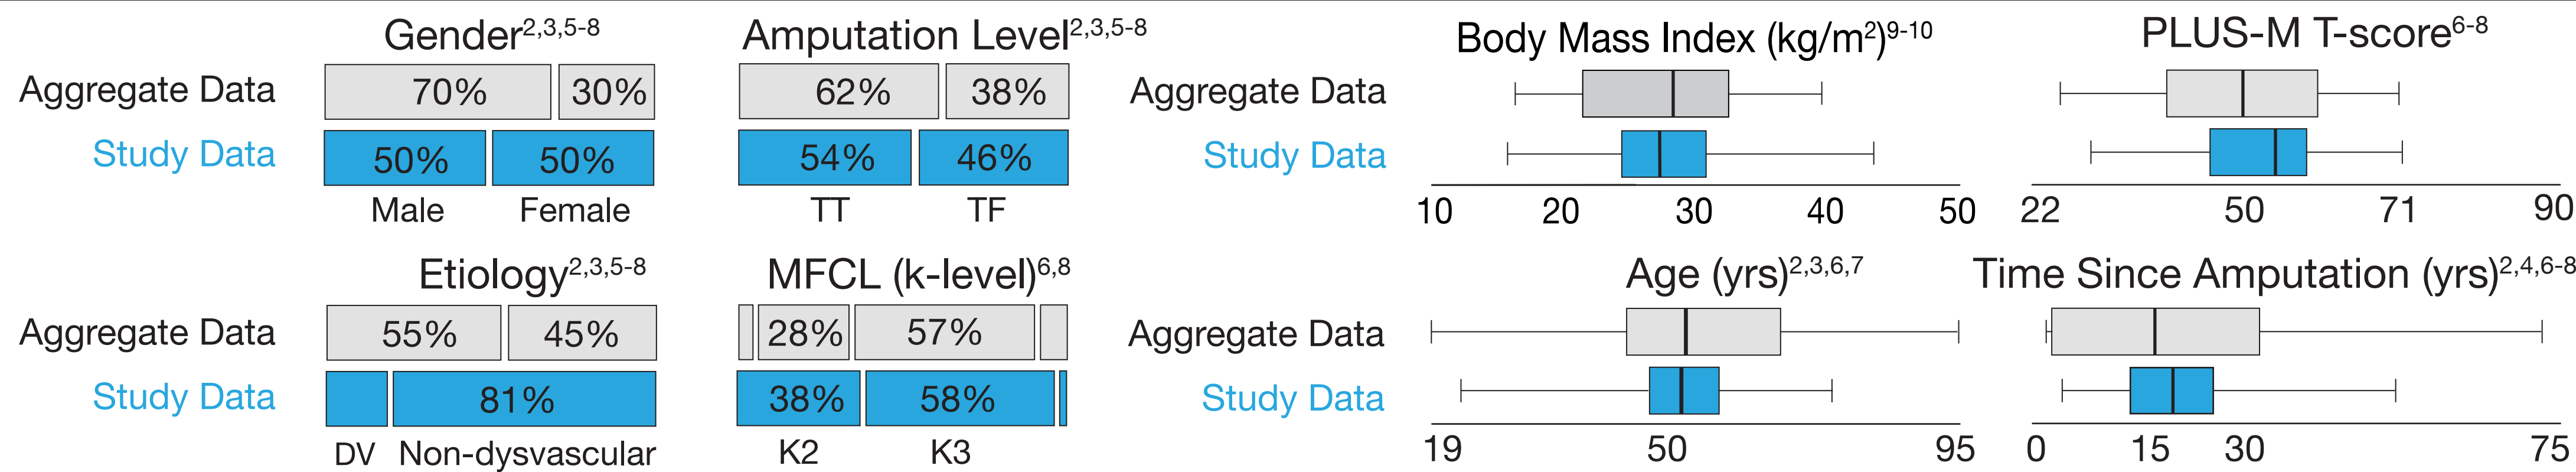 Gender2,3,5-8
Aggregate Data 70% 30%
Study Data 50% 50%
Male Female
Amputation Level2,3,5-8
62% 38%
54% 46%
TT TF
Body Mass Index (kg/m2)9-10
Aggregate Data
Study Data
10 20 30 40 50
PLUS-M T-score6-8
22 50 71 90
Etiology2,3,5-8
Aggregate Data 55% 45%
Study Data 81%
DV Non-dysvascular
MFCL (k-level)6,8
28% 57%
38% 58%
K2 K3
Age (yrs)2,3,6,7
Aggregate Data
Study Data
19 50 95
Time Since Amputation (yrs)2,4,6-8
0 15 30 75